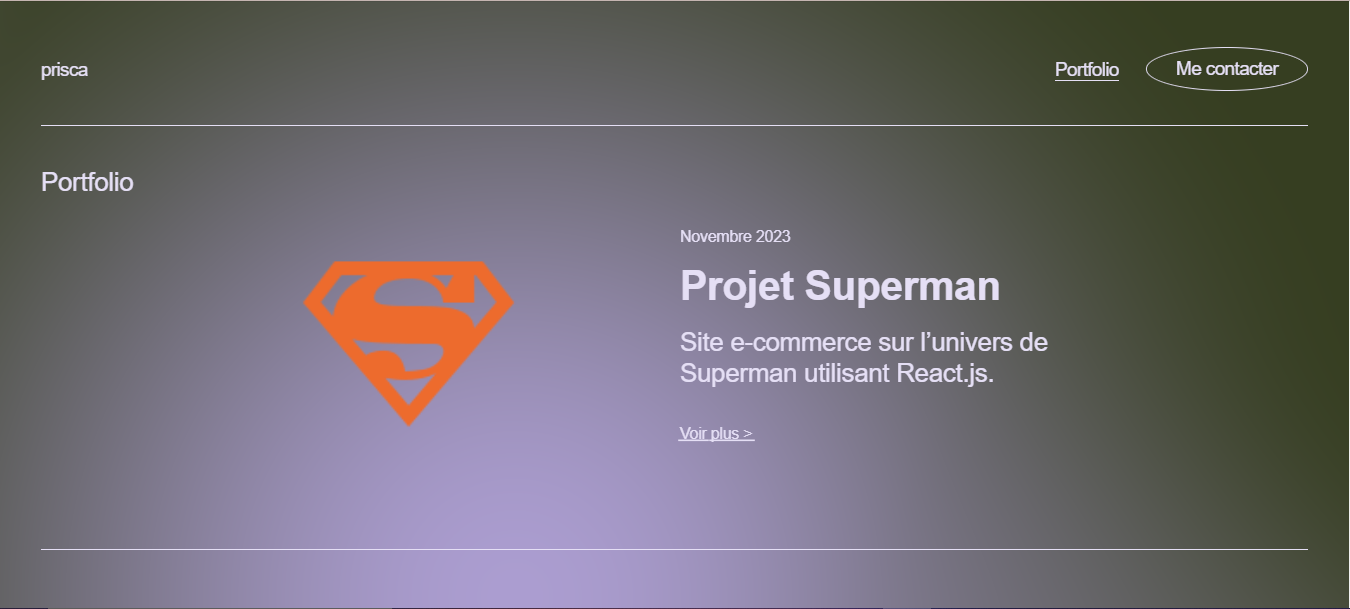 prisca
Portfolio
Me contacter
Portfolio
Novembre 2023
Projet Superman
Site e-commerce sur l’univers de
Superman utilisant React.js.
Voir plus >
S